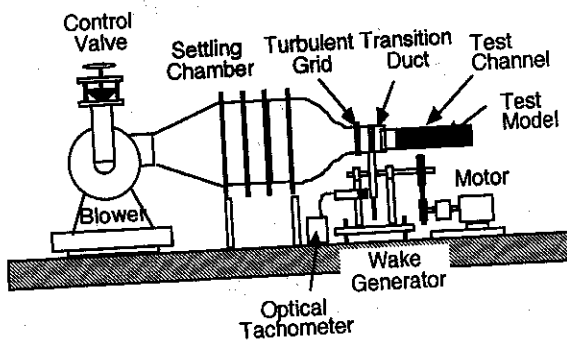 Control
Valve
Settling
Chamber
Turbulent
Grid
Transition
Duct
Test
Channel
Test
Model
Blower
Motor
Wake
Generator
Optical
Tachometer